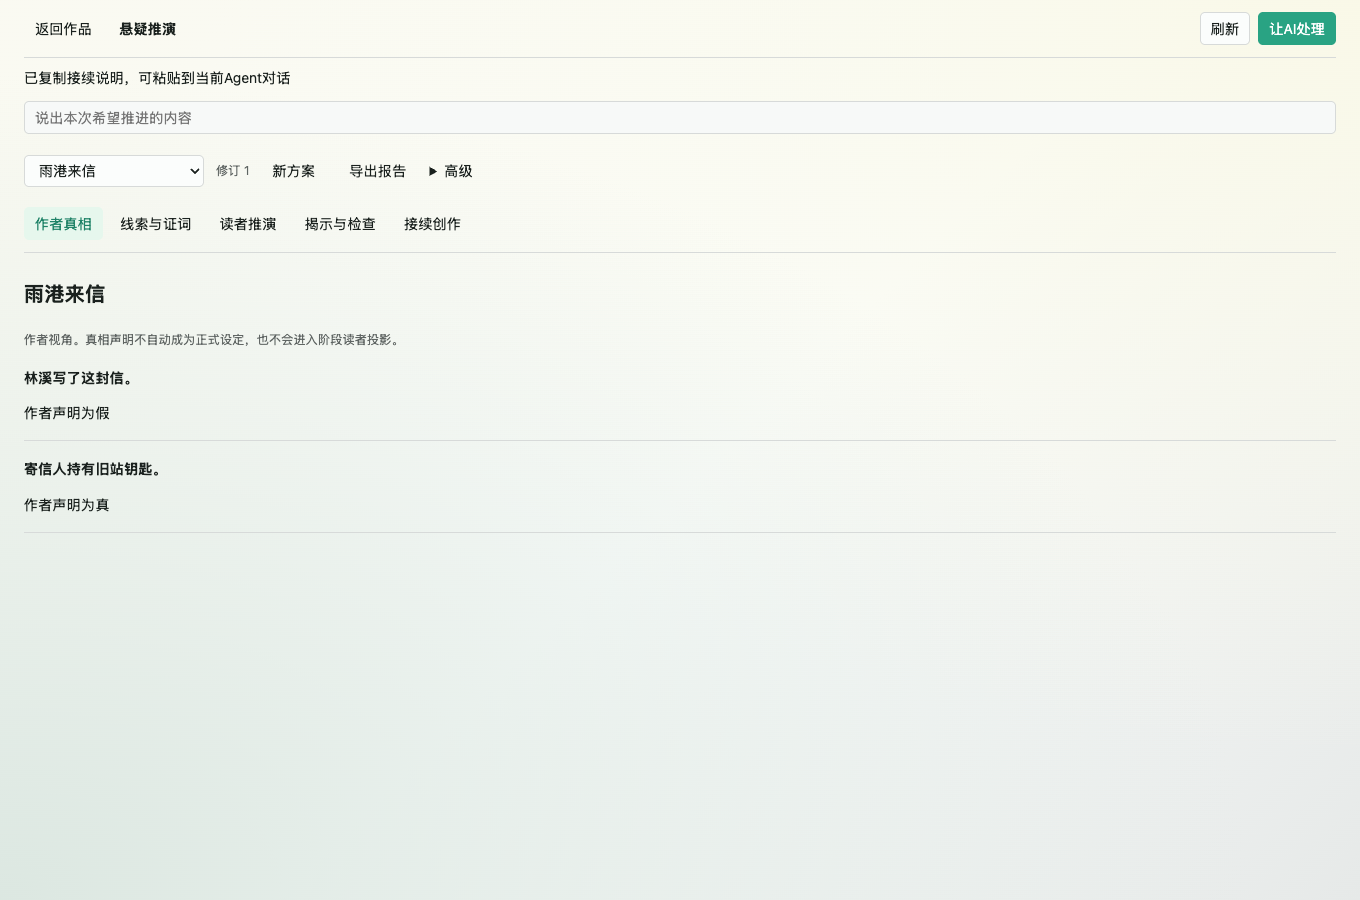 返回作品 悬疑推演 刷新 让AI处理
已复制接续说明，可粘贴到当前Agent对话
说出本次希望推进的内容
雨港来信 修订 1 新方案 导出报告 ▶ 高级
作者真相 线索与证词 读者推演 揭示与检查 接续创作
雨港来信
作者视角。真相声明不自动成为正式设定，也不会进入阶段读者投影。
林溪写了这封信。
作者声明为假
寄信人持有旧站钥匙。
作者声明为真